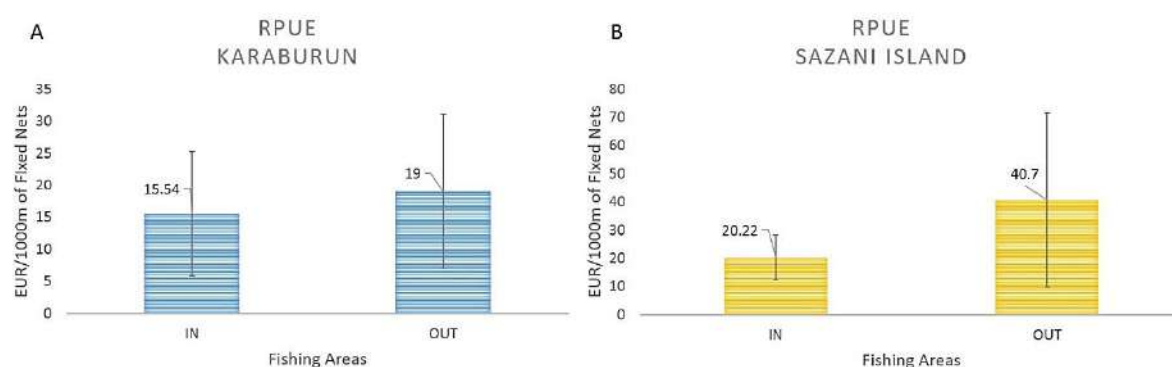 A
RPUE
KARABURUN
EUR/1000m of Fixed Nets
35
30
25
20
15
10
5
0
15.54
19
IN
OUT
Fishing Areas
B
RPUE
SAZANI ISLAND
EUR/1000m of Fixed Nets
80
70
60
50
40
30
20
10
0
20.22
40.7
IN
OUT
Fishing Areas